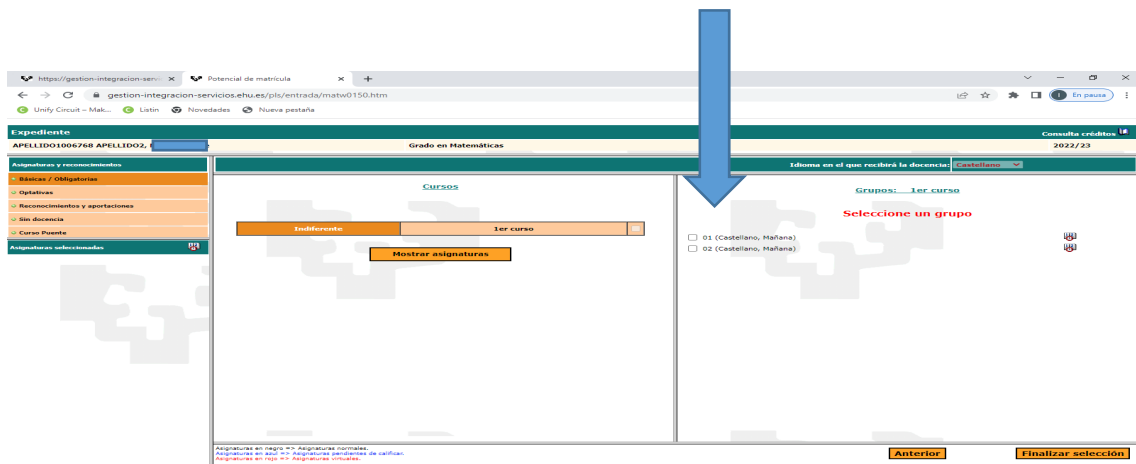 https://gestion-integracion-servi
Potencial de matrícula
gestion-integracion-servicios.ehu.es/pls/entrada/matw0150.htm
En pausa
Unify Circuit – Mak...
Listin
Novedades
Nueva pestaña
Expediente
Consulta créditos
APELLIDO1006768 APELLIDO2,
Grado en Matemáticas
2022/23
Asignaturas y reconocimientos
Idioma en el que recibirá la docencia: Castellano
Básicas / Obligatorias
Optativas
Reconocimientos y aportaciones
Sin docencia
Curso Puente
Asignaturas seleccionadas
Cursos
Indiferente
1er curso
Mostrar asignaturas
Grupos: 1er curso
Seleccione un grupo
01 (Castellano, Mañana)
02 (Castellano, Mañana)
Asignaturas en negro => Asignaturas normales.
Asignaturas en azul => Asignaturas pendientes de calificar.
Asignaturas en rojo => Asignaturas virtuales.
Anterior
Finalizar selección